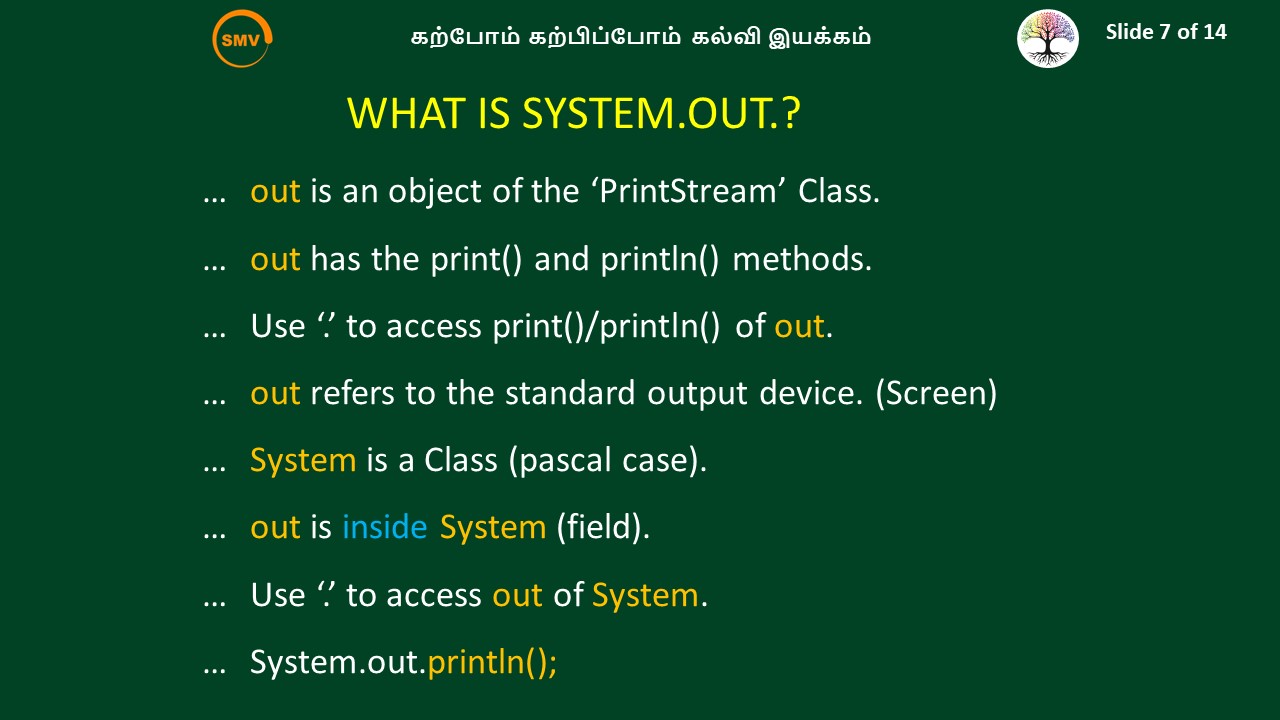 SMV
கற்போம் கற்பிப்போம் கல்வி இயக்கம்
Slide 7 of 14
WHAT IS SYSTEM.OUT.?
... out is an object of the ‘PrintStream’ Class.
... out has the print() and println() methods.
... Use ‘.’ to access print()/println() of out.
... out refers to the standard output device. (Screen)
... System is a Class (pascal case).
... out is inside System (field).
... Use ‘.’ to access out of System.
... System.out.println();